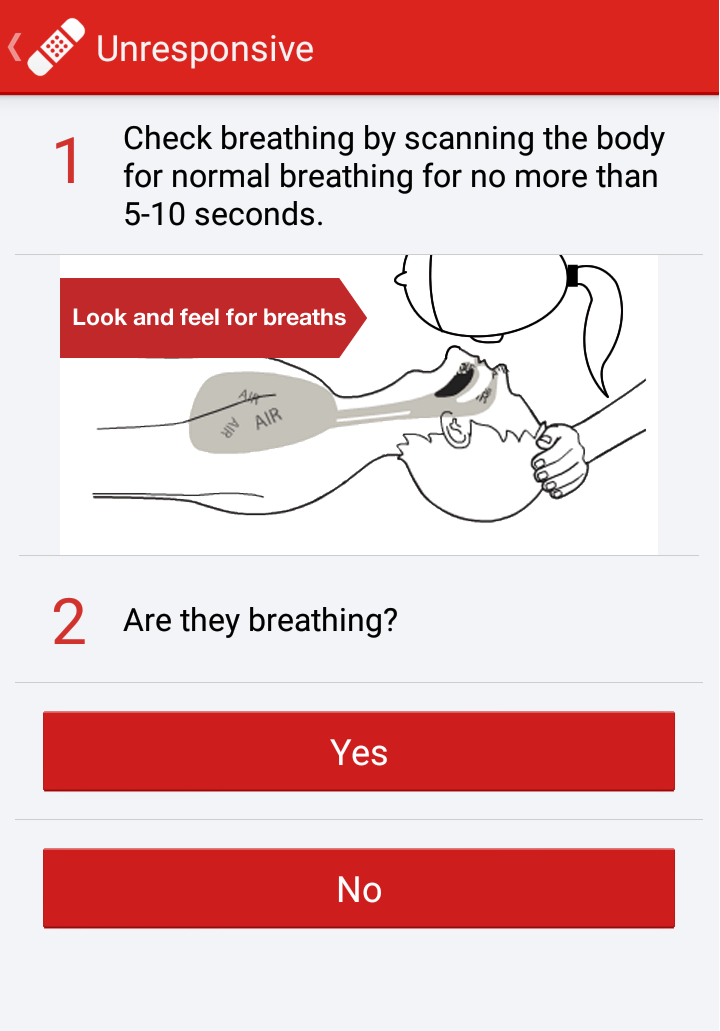 Unresponsive
1
Check breathing by scanning the body
for normal breathing for no more than
5-10 seconds.
Look and feel for breaths
AIR
AIR
AIR
2
Are they breathing?
Yes
No